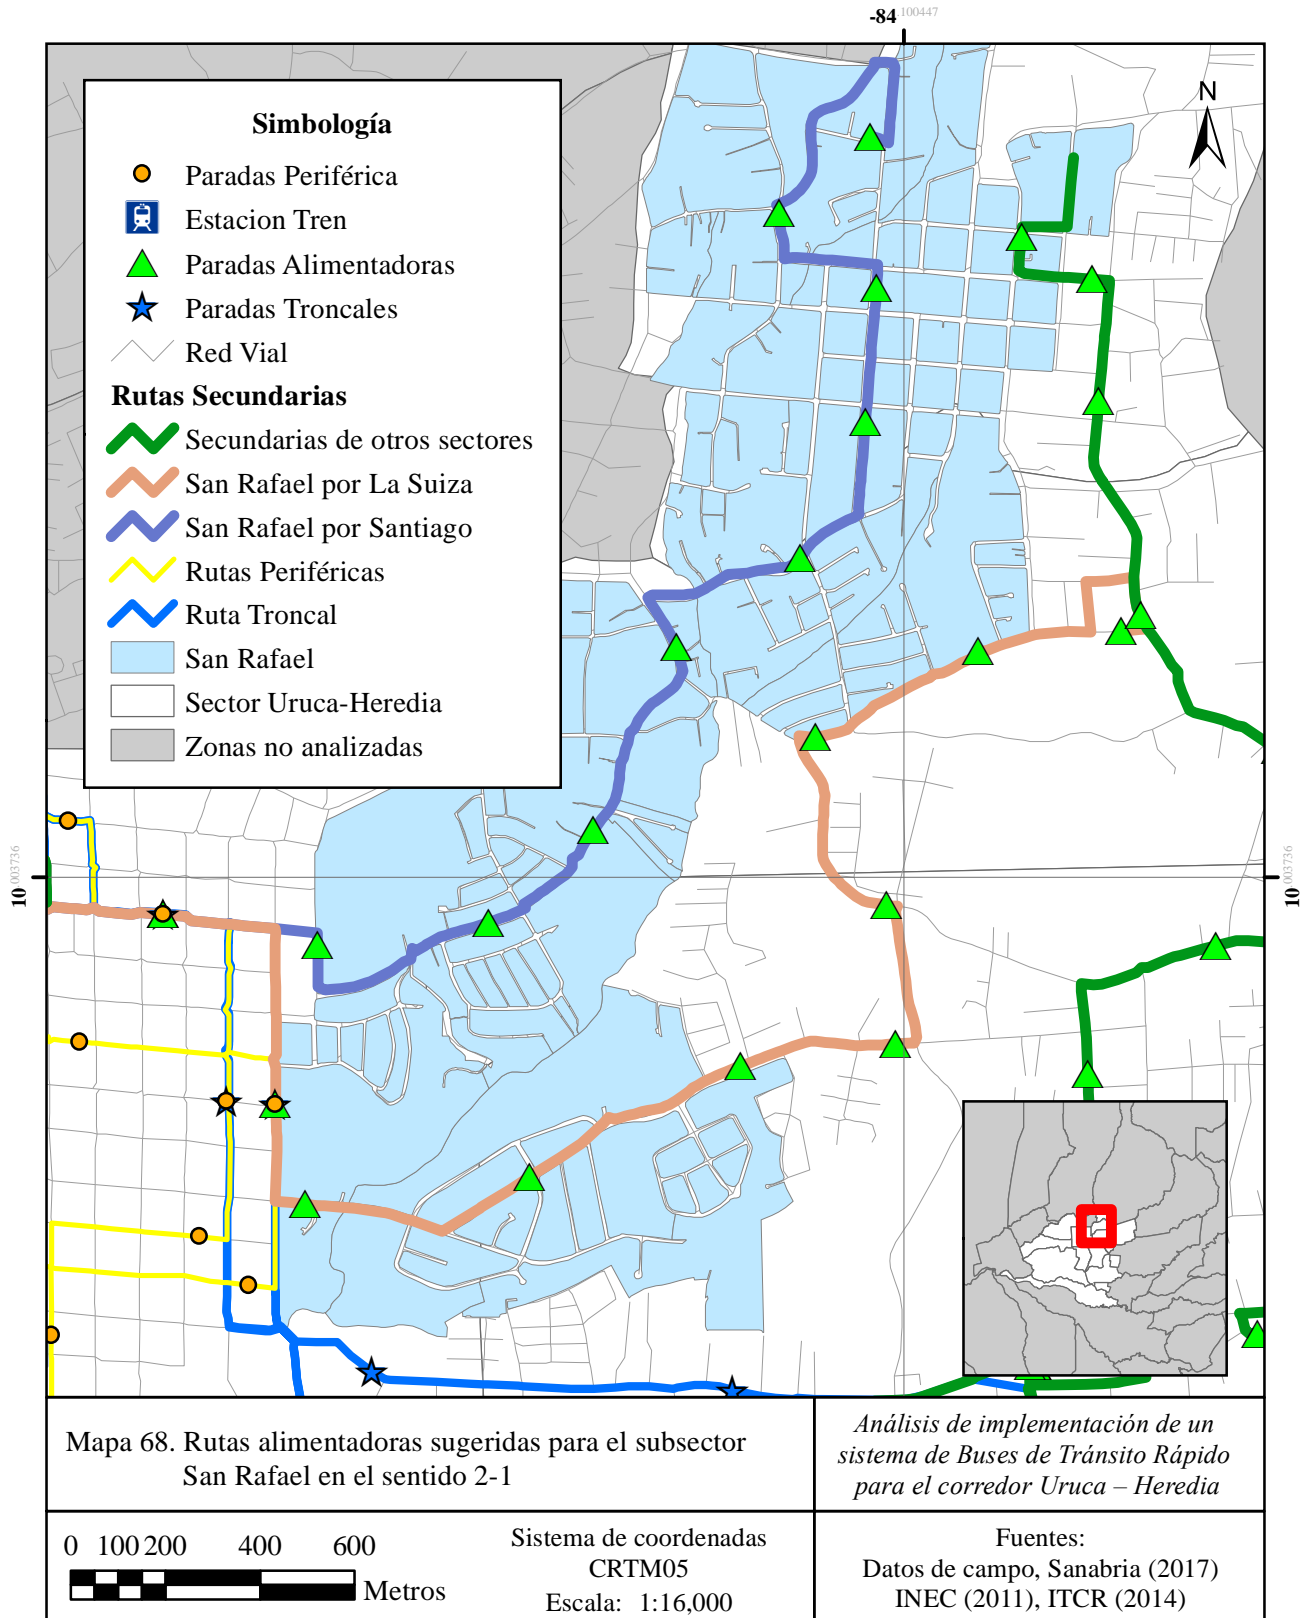 -84.100447
N
Simbología
Paradas Periférica
Estacion Tren
Paradas Alimentadoras
Paradas Troncales
Red Vial
Rutas Secundarias
Secundarias de otros sectores
San Rafael por La Suiza
San Rafael por Santiago
Rutas Periféricas
Ruta Troncal
San Rafael
Sector Uruca-Heredia
Zonas no analizadas
10.003736
10.003736
Mapa 68. Rutas alimentadoras sugeridas para el subsector
San Rafael en el sentido 2-1
Análisis de implementación de un
sistema de Buses de Tránsito Rápido
para el corredor Uruca – Heredia
0 100 200 400 600
Metros
Sistema de coordenadas
CRTM05
Escala: 1:16,000
Fuentes:
Datos de campo, Sanabria (2017)
INEC (2011), ITCR (2014)